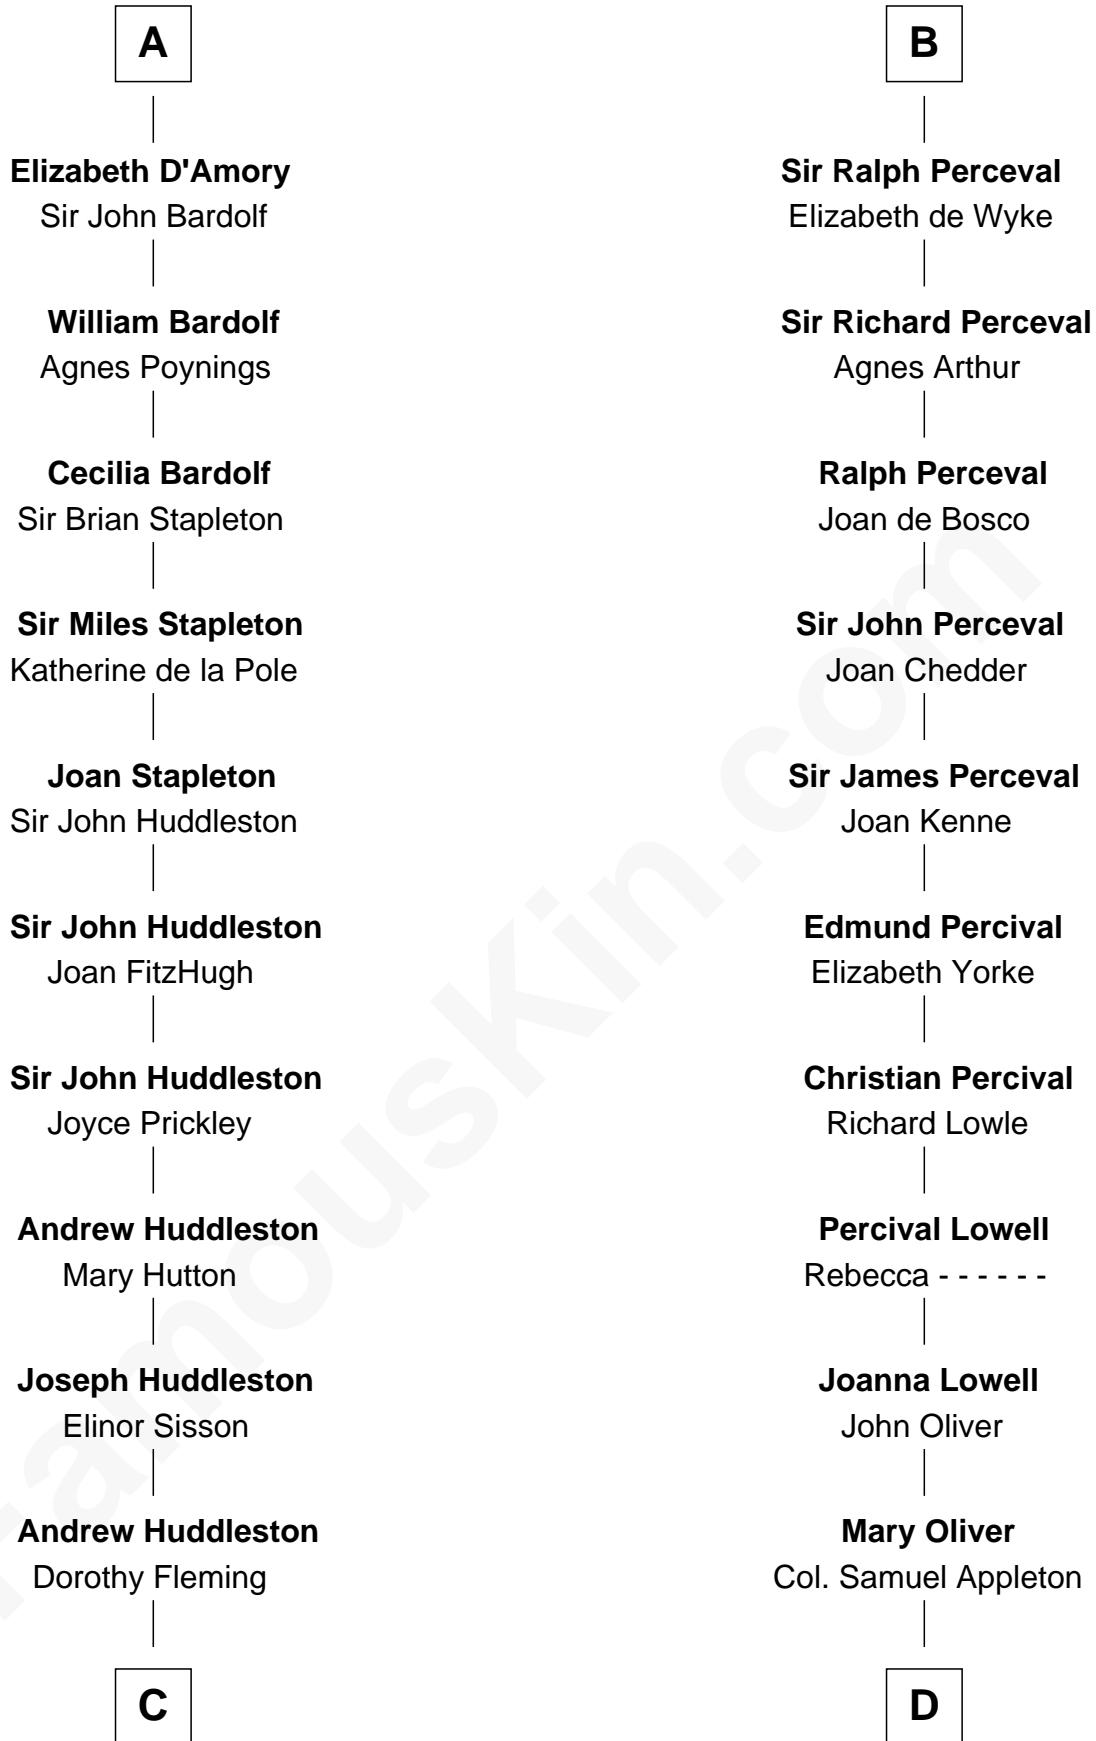 A
Elizabeth D'Amory
Sir John Bardolf
William Bardolf
Agnes Poynings
Cecilia Bardolf
Sir Brian Stapleton
Sir Miles Stapleton
Katherine de la Pole
Joan Stapleton
Sir John Huddleston
Sir John Huddleston
Joan FitzHugh
Sir John Huddleston
Joyce Prickley
Andrew Huddleston
Mary Hutton
Joseph Huddleston
Elinor Sisson
Andrew Huddleston
Dorothy Fleming
C
B
Sir Ralph Perceval
Elizabeth de Wyke
Sir Richard Perceval
Agnes Arthur
Ralph Perceval
Joan de Bosco
Sir John Perceval
Joan Chedder
Sir James Perceval
Joan Kenne
Edmund Percival
Elizabeth Yorke
Christian Percival
Richard Lowle
Percival Lowell
Rebecca - - - - - -
Joanna Lowell
John Oliver
Mary Oliver
Col. Samuel Appleton
D
FamousKin.com